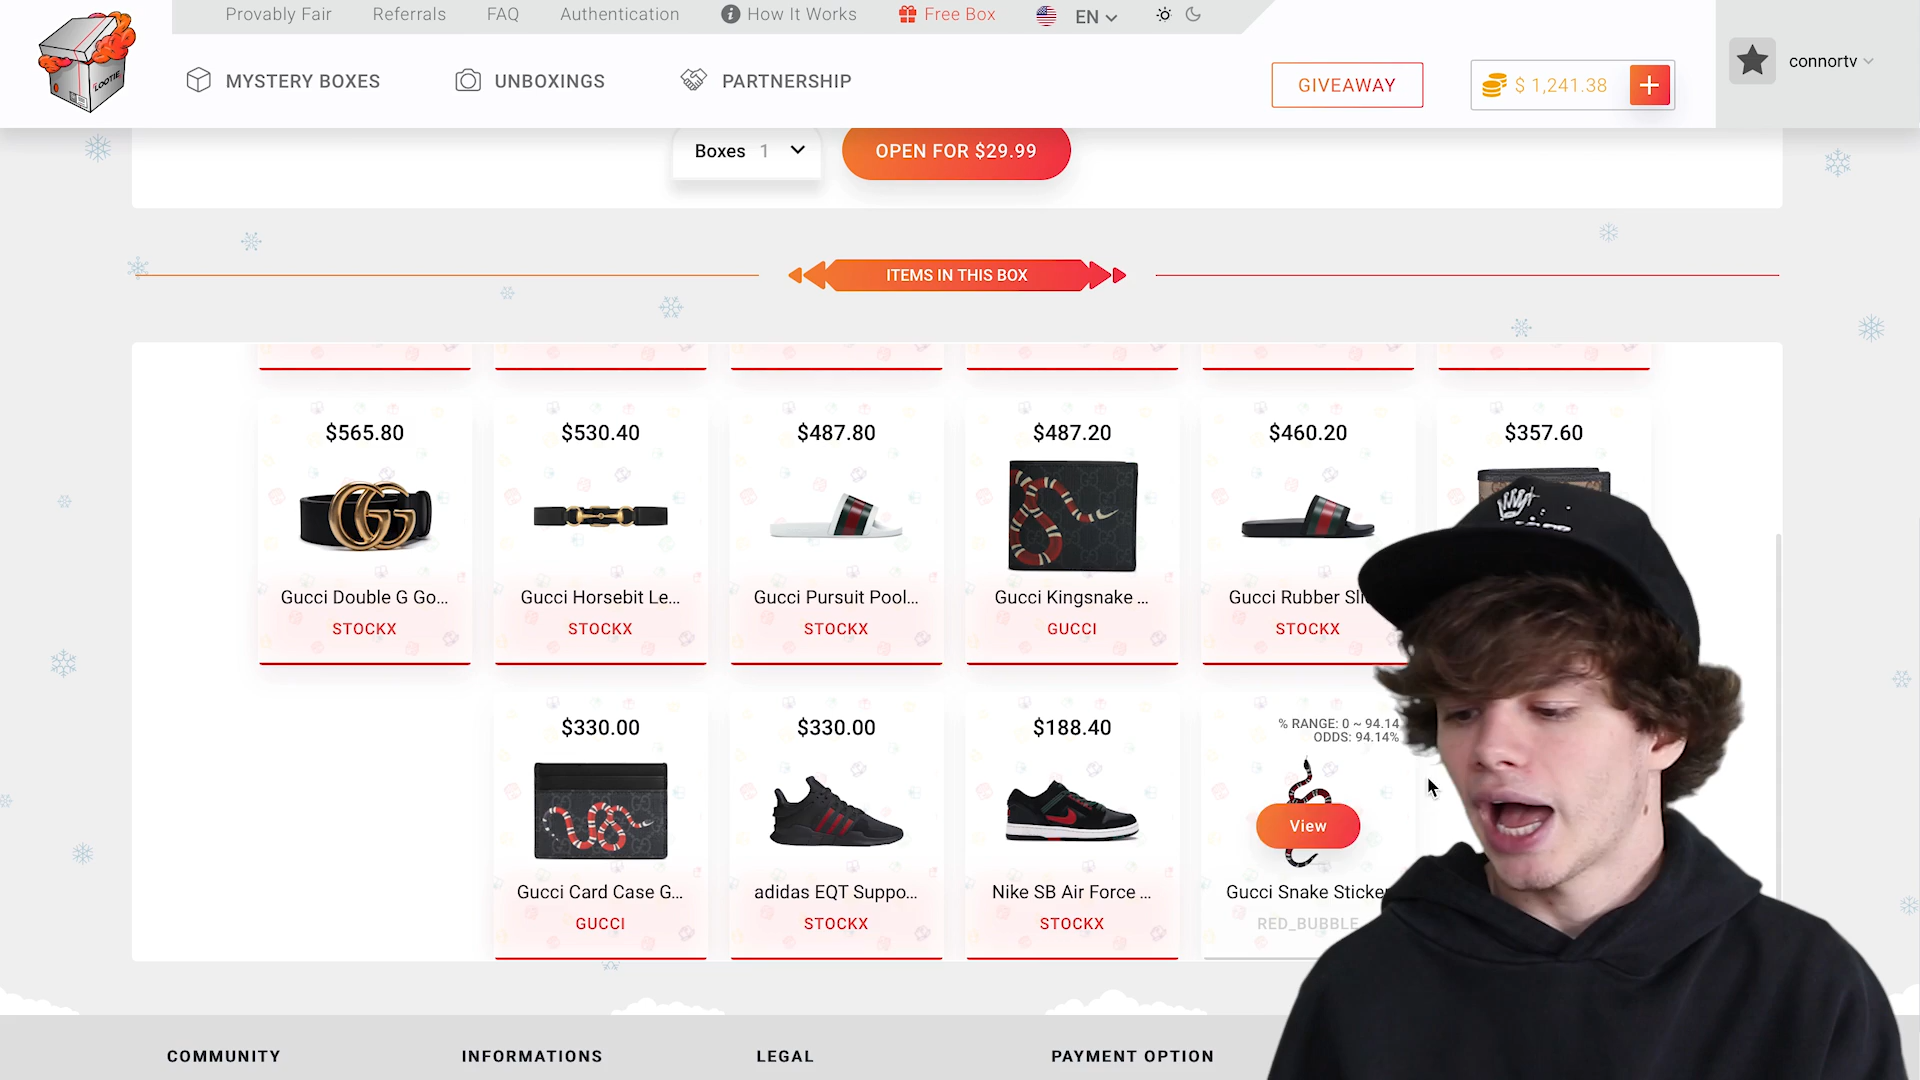 Provably Fair Referrals FAQ Authentication How It Works Free Box EN
LOOTIE
MYSTERY BOXES UNBOXINGS PARTNERSHIP
GIVEAWAY
$ 1,241.38 +
connortv
Boxes 1
OPEN FOR $29.99
ITEMS IN THIS BOX
$565.80 $530.40 $487.80 $487.20 $460.20 $357.60
Gucci Double G Go... Gucci Horsebit Le... Gucci Pursuit Pool... Gucci Kingsnake ... Gucci Rubber
STOCKX STOCKX STOCKX GUCCI STOCKX
$330.00 $330.00 $188.40
% RANGE: 0 ~ 94.14
ODDS: 94.14%
View
Gucci Card Case G... adidas EQT Suppo... Nike SB Air Force ... Gucci Snake Sticker
GUCCI STOCKX STOCKX RED_BUBBLE
COMMUNITY INFORMATIONS LEGAL PAYMENT OPTION